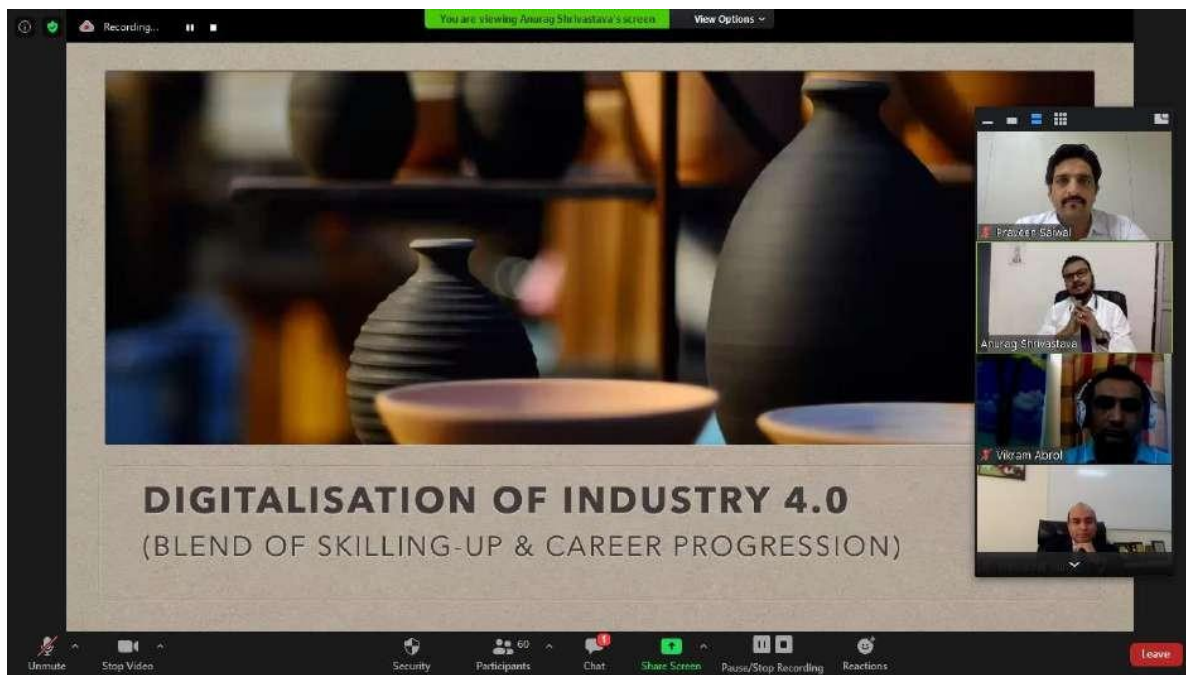 Recording...
You are viewing Anurag Shrivastava's screen
View Options
Praveen Saiwal
Anurag Shrivastava
Vikram Abrol
DIGITALISATION OF INDUSTRY 4.0
(BLEND OF SKILLING-UP & CAREER PROGRESSION)
Unmute
Stop Video
Security
60
Participants
1
Chat
Share Screen
Pause/Stop Recording
Reactions
Leave